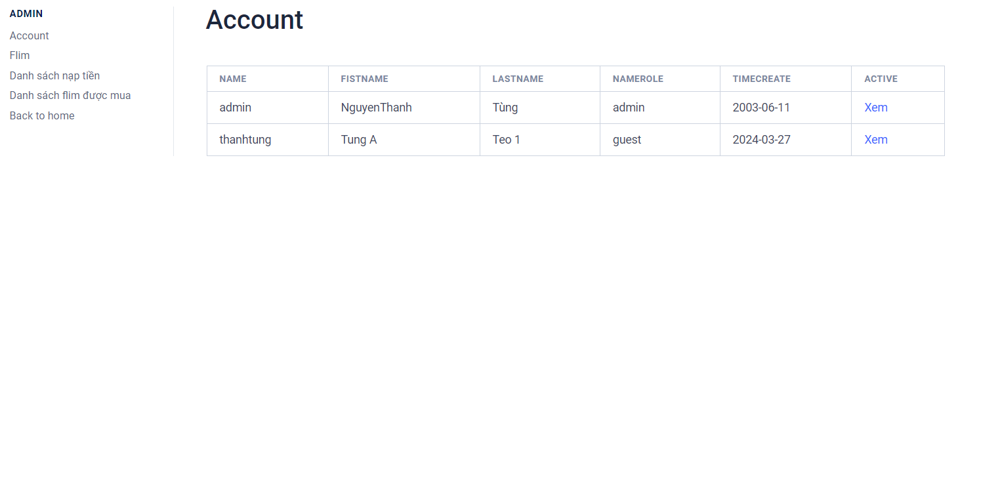 ADMIN
Account
Flim
Danh sách nạp tiền
Danh sách flim được mua
Back to home
Account
NAME FISTNAME LASTNAME NAMEROLE TIMECREATE ACTIVE
admin NguyenThanh Tùng admin 2003-06-11 Xem
thanhtung Tung A Teo 1 guest 2024-03-27 Xem